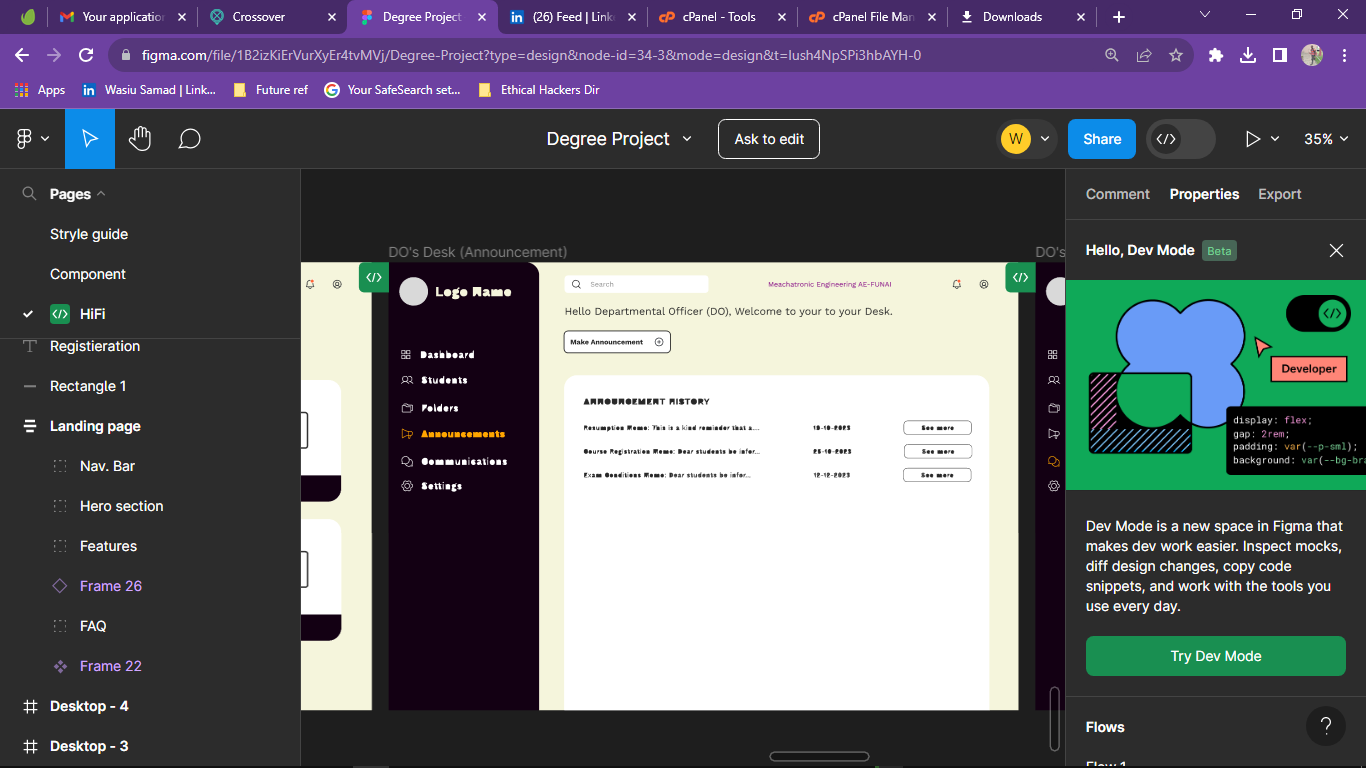 Your application
Crossover
Degree Project
(26) Feed | Link
cPanel - Tools
cPanel File Man
Downloads
figma.com/file/1B2izKiErVurXyEr4tvMVj/Degree-Project?type=design&node-id=34-3&mode=design&t=Iush4NpSPi3hbAYH-0
Apps
Wasiu Samad | Link...
Future ref
Your SafeSearch set...
Ethical Hackers Dir
Degree Project
Ask to edit
W
Share
35%
Pages
Stryle guide
Component
HiFi
Registieration
Rectangle 1
Landing page
Nav. Bar
Hero section
Features
Frame 26
FAQ
Frame 22
Desktop - 4
Desktop - 3
DO's Desk (Announcement)
DO's
Logo Name
Search
Meachatronic Engineering AE-FUNAI
Hello Departmental Officer (DO), Welcome to your to your Desk.
Make Announcement
Dashboard
Students
Folders
Announcements
Communications
Settings
ANNOUNCEMENT HISTORY
Resumption Memo: This is a kind reminder that a...
10-10-2023
See more
Course Registration Memo: Dear students be infor...
25-10-2023
See more
Exam Conditions Memo: Dear students be infor...
12-12-2023
See more
Comment
Properties
Export
Hello, Dev Mode
Beta
Developer
display: flex;
gap: 2rem;
padding: var(--p-sml);
background: var(--bg-bra
Dev Mode is a new space in Figma that
makes dev work easier. Inspect mocks,
diff design changes, copy code
snippets, and work with the tools you
use every day.
Try Dev Mode
Flows
?
Flow 1